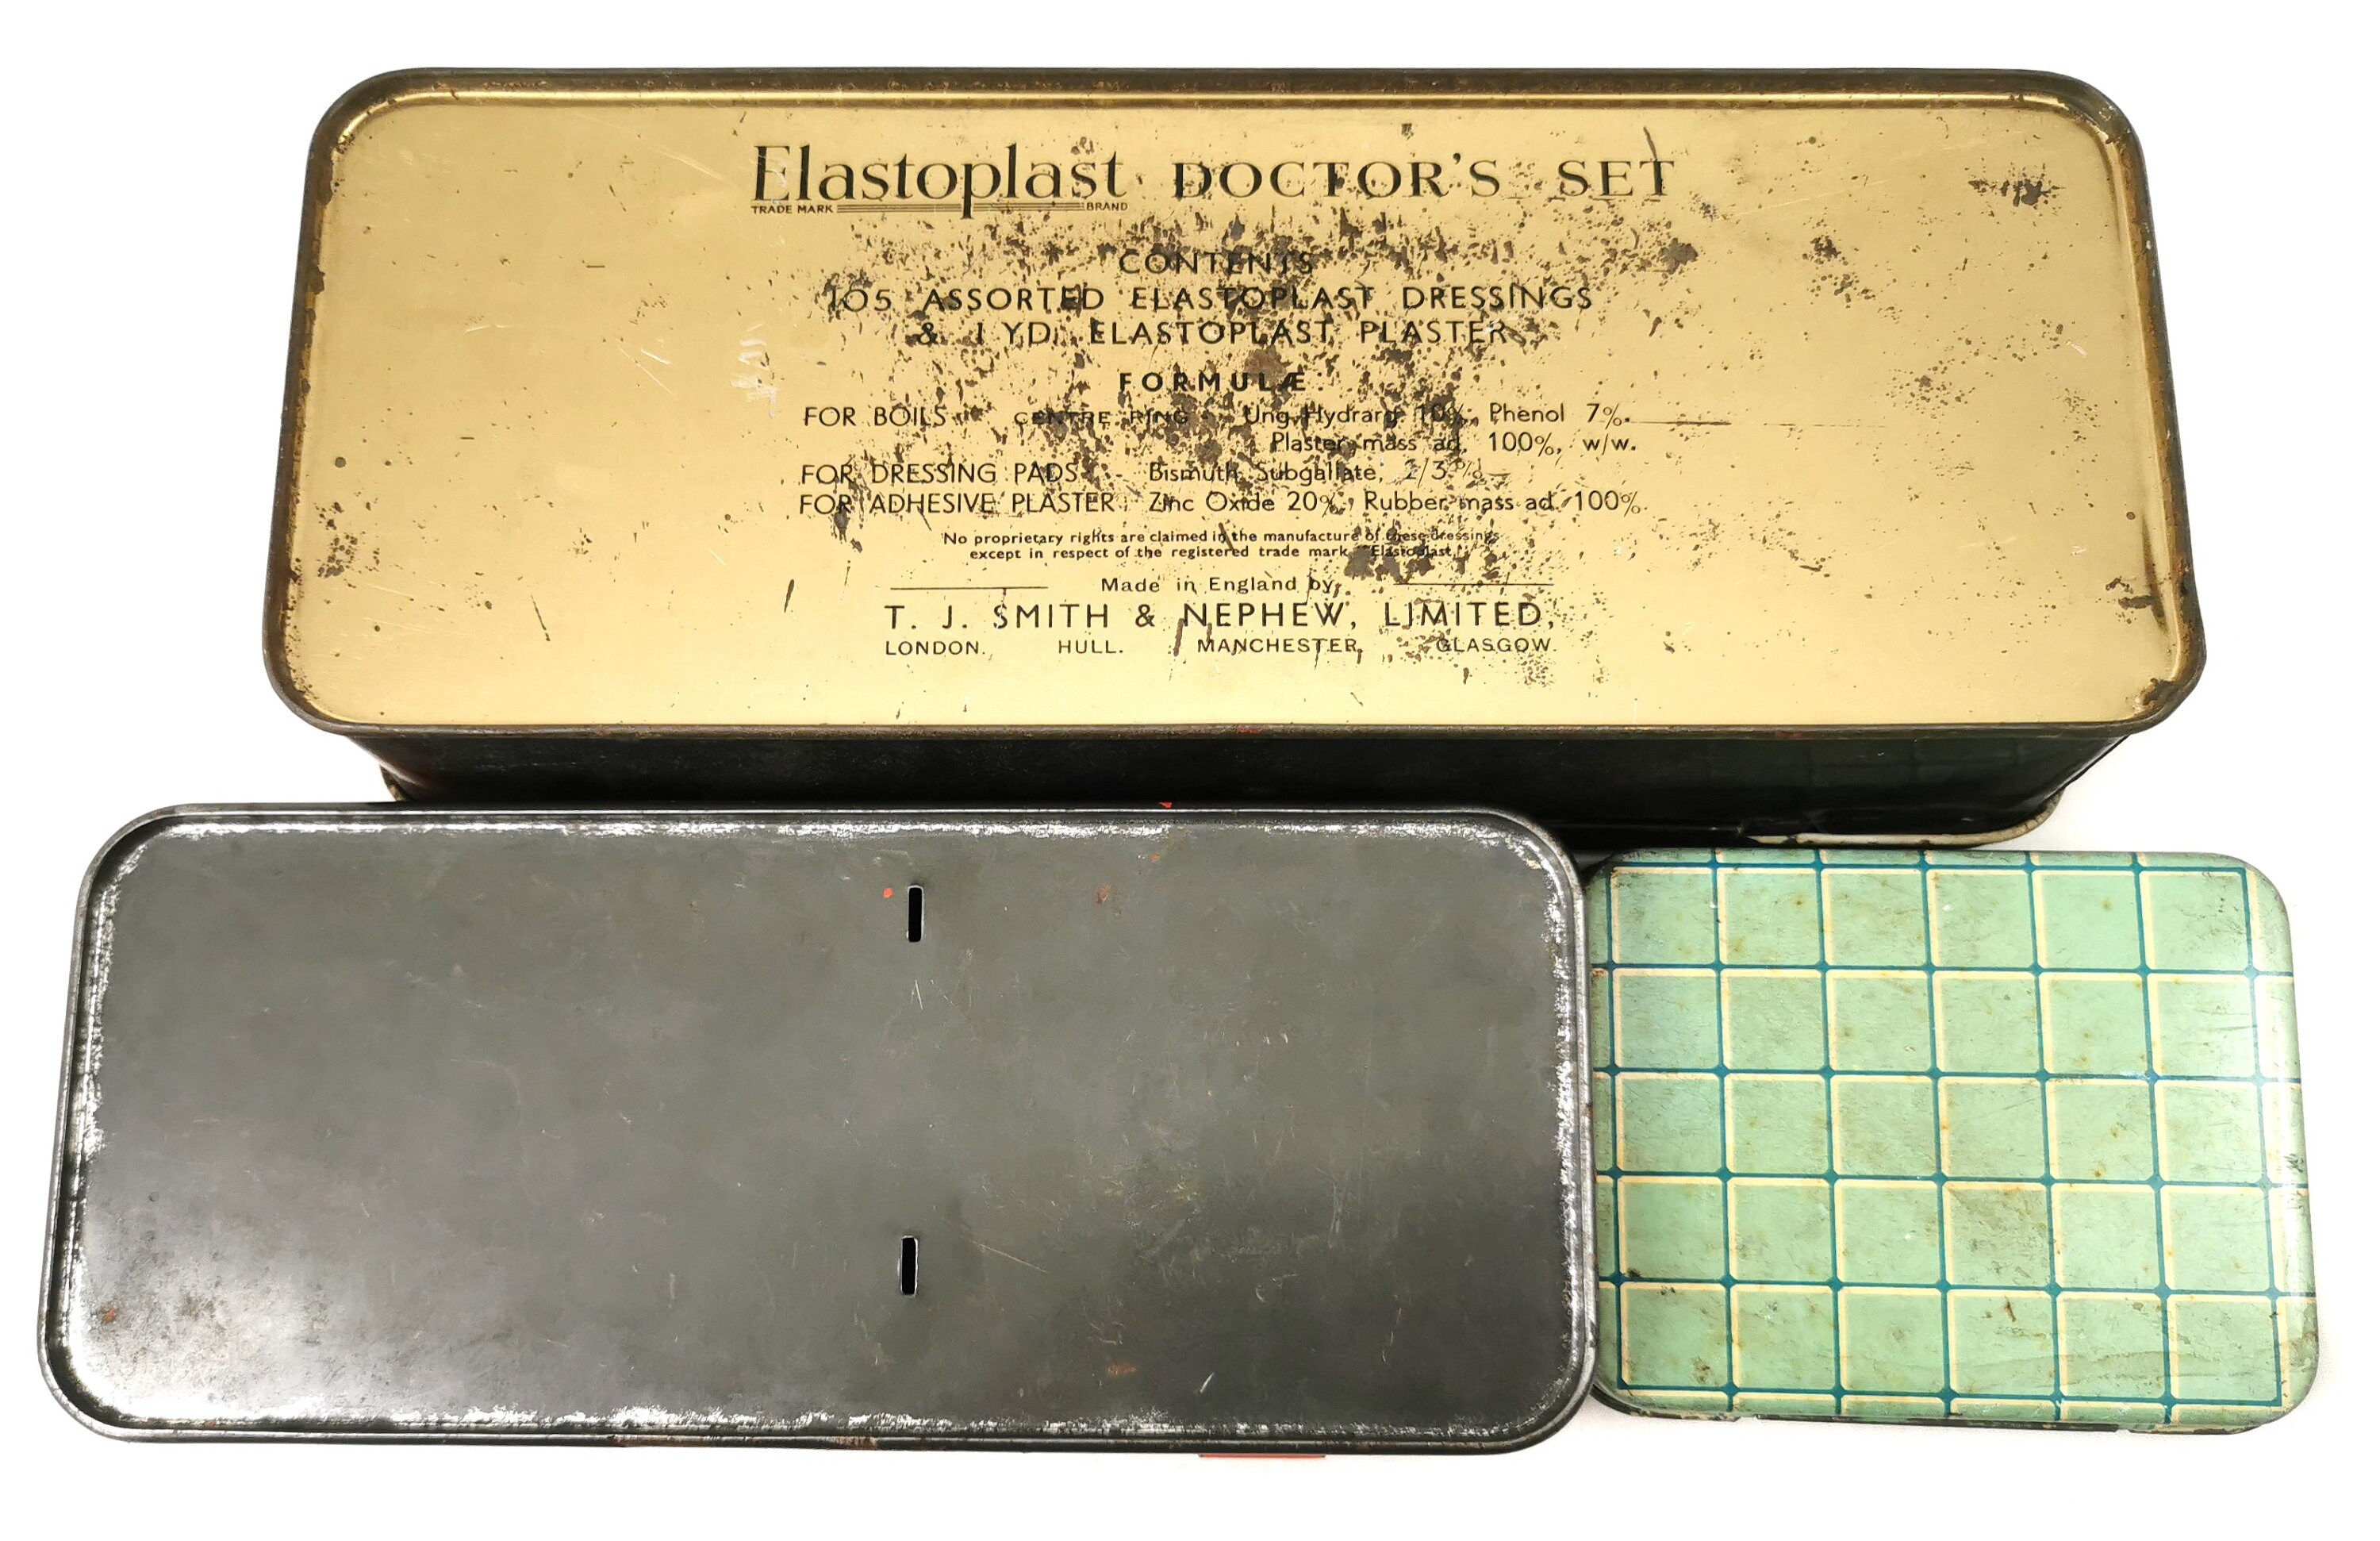 Elastoplast DOCTOR'S SET
TRADE MARK BRAND
CONTENTS
105 ASSORTED ELASTOPLAST DRESSINGS
& 1 YD. ELASTOPLAST PLASTER
FORMULÆ.
FOR BOILS - CENTRE RING - Ung. Hydrarg 10%, Phenol 7%.
Plaster-mass ad. 100%, w/w.
FOR DRESSING PADS - Bismuth Subgallate, 2/3%
FOR ADHESIVE PLASTER - Zinc Oxide 20%, Rubber mass ad. 100%.
No proprietary rights are claimed in the manufacture of these dressings
except in respect of the registered trade mark "Elastoplast."
Made in England by
T. J. SMITH & NEPHEW, LIMITED,
LONDON. HULL. MANCHESTER. GLASGOW.